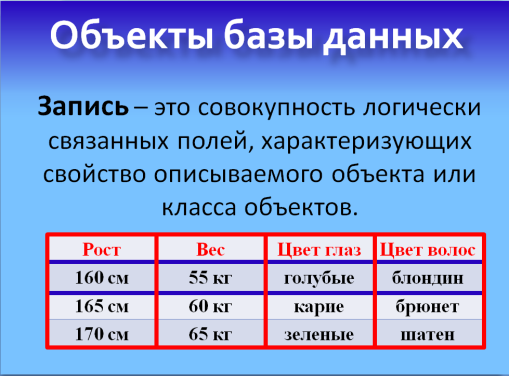 Объекты базы данных
Запись – это совокупность логически
связанных полей, характеризующих
свойство описываемого объекта или
класса объектов.
Рост Вес Цвет глаз Цвет волос
160 см 55 кг голубые блондин
165 см 60 кг карие брюнет
170 см 65 кг зеленые шатен